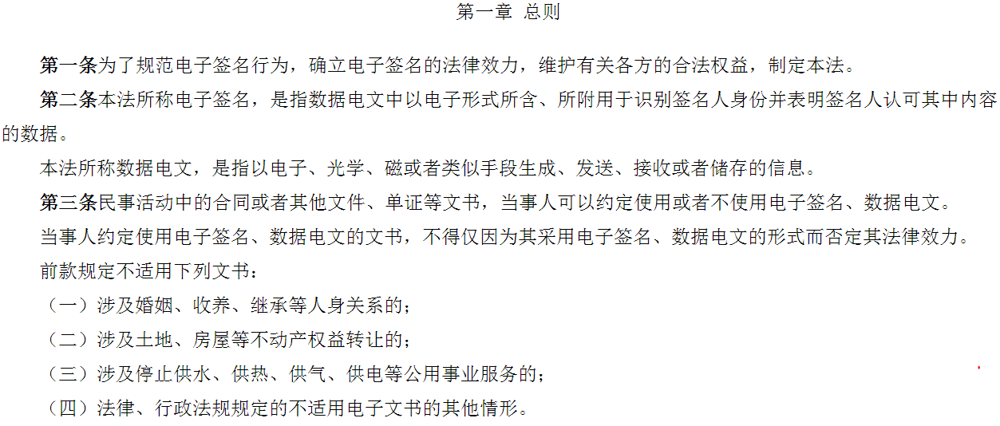 第一章 总则
第一条为了规范电子签名行为，确立电子签名的法律效力，维护有关各方的合法权益，制定本法。
第二条本法所称电子签名，是指数据电文中以电子形式所含、所附用于识别签名人身份并表明签名人认可其中内容
的数据。
本法所称数据电文，是指以电子、光学、磁或者类似手段生成、发送、接收或者储存的信息。
第三条民事活动中的合同或者其他文件、单证等文书，当事人可以约定使用或者不使用电子签名、数据电文。
当事人约定使用电子签名、数据电文的文书，不得仅因为其采用电子签名、数据电文的形式而否定其法律效力。
前款规定不适用下列文书：
（一）涉及婚姻、收养、继承等人身关系的；
（二）涉及土地、房屋等不动产权益转让的；
（三）涉及停止供水、供热、供气、供电等公用事业服务的；
（四）法律、行政法规规定的不适用电子文书的其他情形。